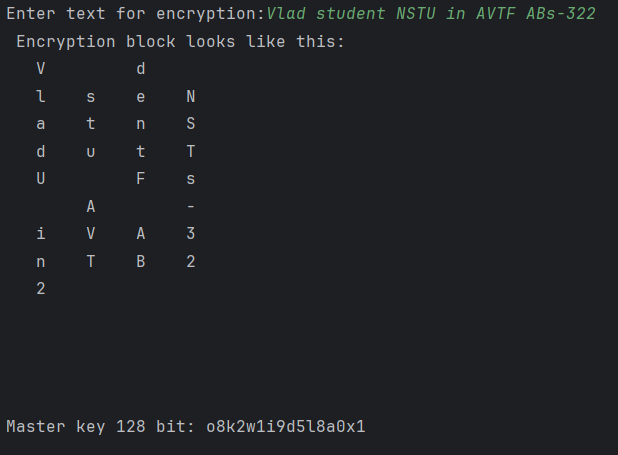 Enter text for encryption:Vlad student NSTU in AVTF ABs-322
Encryption block looks like this:
V d
l s e N
a t n S
d u t T
U F s
A -
i V A 3
n T B 2
2
Master key 128 bit: o8k2w1i9d5l8a0x1